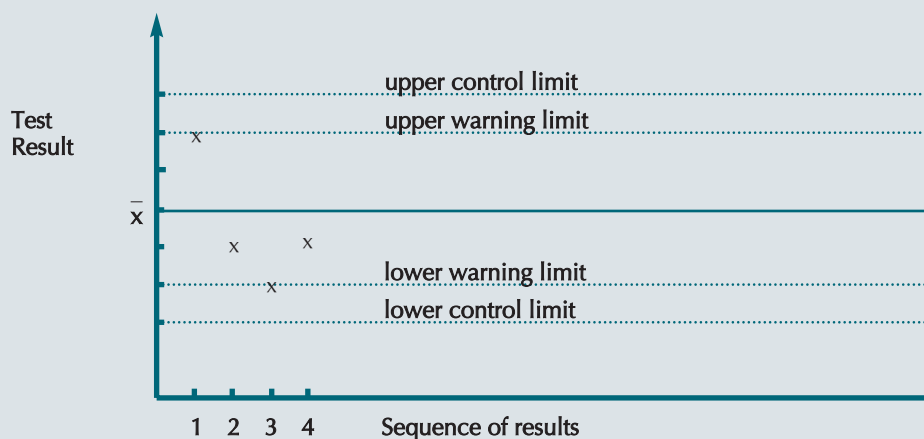 upper control limit
Test
Result
upper warning limit
x
x̄
x
x
lower warning limit
x
lower control limit
1 2 3 4 Sequence of results